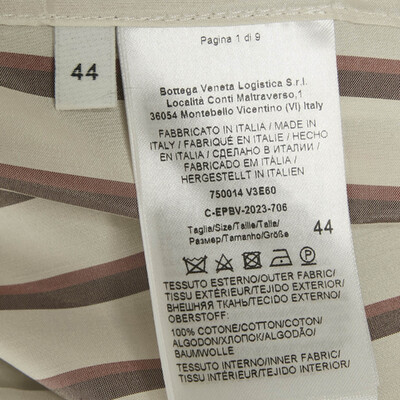 44
Pagina 1 di 9
Bottega Veneta Logistica S.r.l.
Località Conti Maltraverso,1
36054 Montebello Vicentino (VI) Italy
FABBRICATO IN ITALIA / MADE IN
ITALY / FABRIQUÉ EN ITALIE / HECHO
EN ITALIA / СДЕЛАНО В ИТАЛИИ /
FABRICADO EM ITÁLIA /
HERGESTELLT IN ITALIEN
750014 V3E60
C-EPBV-2023-706
Taglia/Size/Taille/Talla/
Размер/Tamanho/Größe
44
TESSUTO ESTERNO/OUTER FABRIC/
TISSU EXTÉRIEUR/TEJIDO EXTERIOR/
ВНЕШНЯЯ ТКАНЬ/TECIDO EXTERNO/
OBERSTOFF:
100% COTONE/COTTON/COTON/
ALGODÓN/ХЛОПОК/ALGODÃO/
BAUMWOLLE
TESSUTO INTERNO/INNER FABRIC/
TISSU INTÉRIEUR/TEJIDO INTERIOR/